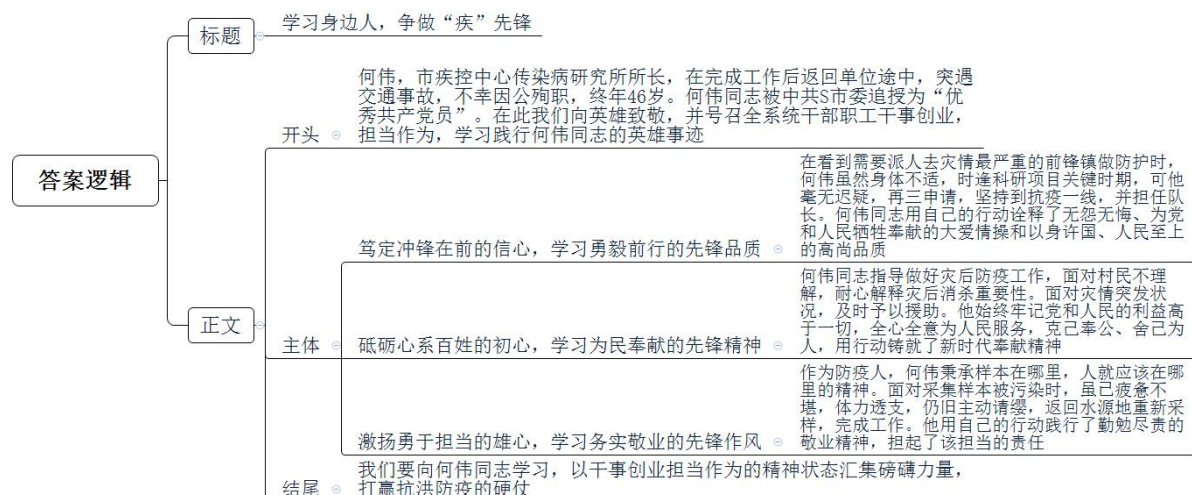 答案逻辑
标题
学习身边人，争做“疾”先锋
正文
开头
何伟，市疾控中心传染病研究所所长，在完成工作后返回单位途中，突遇
交通事故，不幸因公殉职，终年46岁。何伟同志被中共S市委追授为“优
秀共产党员”。在此我们向英雄致敬，并号召全系统干部职工干事创业，
担当作为，学习践行何伟同志的英雄事迹
主体
笃定冲锋在前的信心，学习勇毅前行的先锋品质
在看到需要派人去灾情最严重的前锋镇做防护时，
何伟虽然身体不适，时逢科研项目关键时期，可他
毫无迟疑，再三申请，坚持到抗疫一线，并担任队
长。何伟同志用自己的行动诠释了无怨无悔、为党
和人民牺牲奉献的大爱情操和以身许国、人民至上
的高尚品质
砥砺心系百姓的初心，学习为民奉献的先锋精神
何伟同志指导做好灾后防疫工作，面对村民不理
解，耐心解释灾后消杀重要性。面对灾情突发状
况，及时予以援助。他始终牢记党和人民的利益高
于一切，全心全意为人民服务，克己奉公、舍己为
人，用行动铸就了新时代奉献精神
激扬勇于担当的雄心，学习务实敬业的先锋作风
作为防疫人，何伟秉承样本在哪里，人就应该在哪
里的精神。面对采集样本被污染时，虽已疲惫不
堪，体力透支，仍旧主动请缨，返回水源地重新采
样，完成工作。他用自己的行动践行了勤勉尽责的
敬业精神，担起了该担当的责任
结尾
我们要向何伟同志学习，以干事创业担当作为的精神状态汇集磅礴力量，
打赢抗洪防疫的硬仗